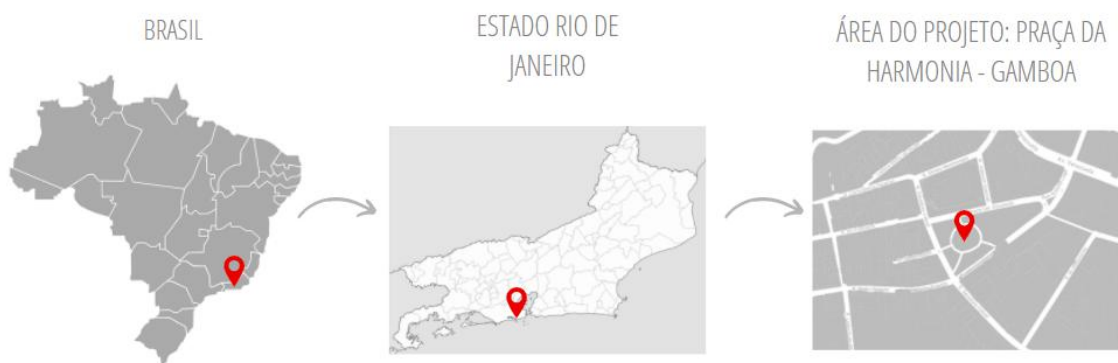 BRASIL
ESTADO RIO DE
JANEIRO
ÁREA DO PROJETO: PRAÇA DA
HARMONIA - GAMBOA